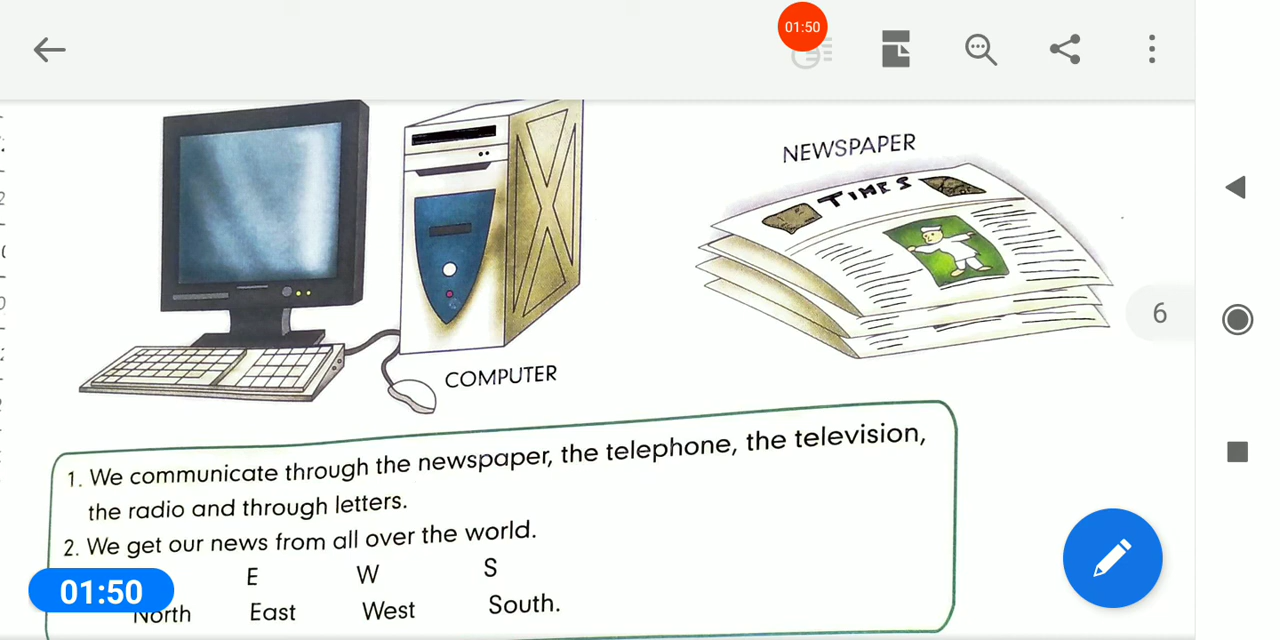 01:50
NEWSPAPER
TIMES
6
COMPUTER
1. We communicate through the newspaper, the telephone, the television,
the radio and through letters.
2. We get our news from all over the world.
E W S
01:50
North East West South.